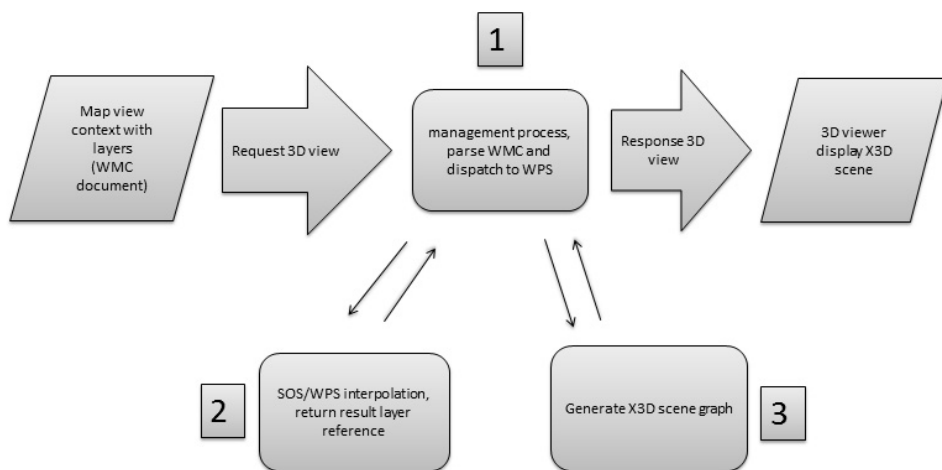 1
Map view
context with
layers
(WMC
document)
Request 3D view
management process,
parse WMC and
dispatch to WPS
Response 3D
view
3D viewer
display X3D
scene
2
SOS/WPS interpolation,
return result layer
reference
Generate X3D scene graph
3